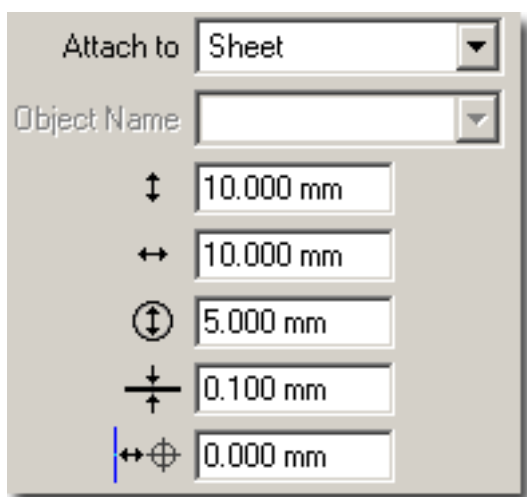 Attach to Sheet
Object Name
10.000 mm
10.000 mm
5.000 mm
0.100 mm
0.000 mm